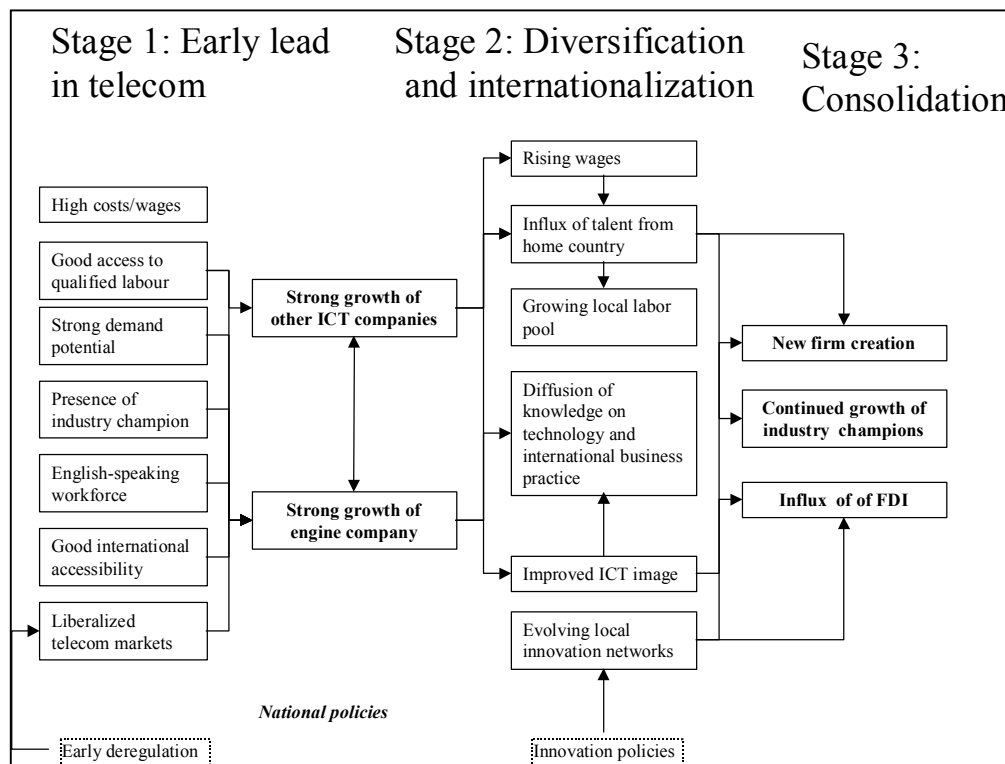 Stage 1: Early lead
in telecom
Stage 2: Diversification
and internationalization
Stage 3:
Consolidation
High costs/wages
Good access to
qualified labour
Strong demand
potential
Presence of
industry champion
English-speaking
workforce
Good international
accessibility
Liberalized
telecom markets
Early deregulation
Strong growth of
other ICT companies
Strong growth of
engine company
National policies
Rising wages
Influx of talent from
home country
Growing local labor
pool
Diffusion of
knowledge on
technology and
international business
practice
Improved ICT image
Evolving local
innovation networks
Innovation policies
New firm creation
Continued growth of
industry champions
Influx of of FDI